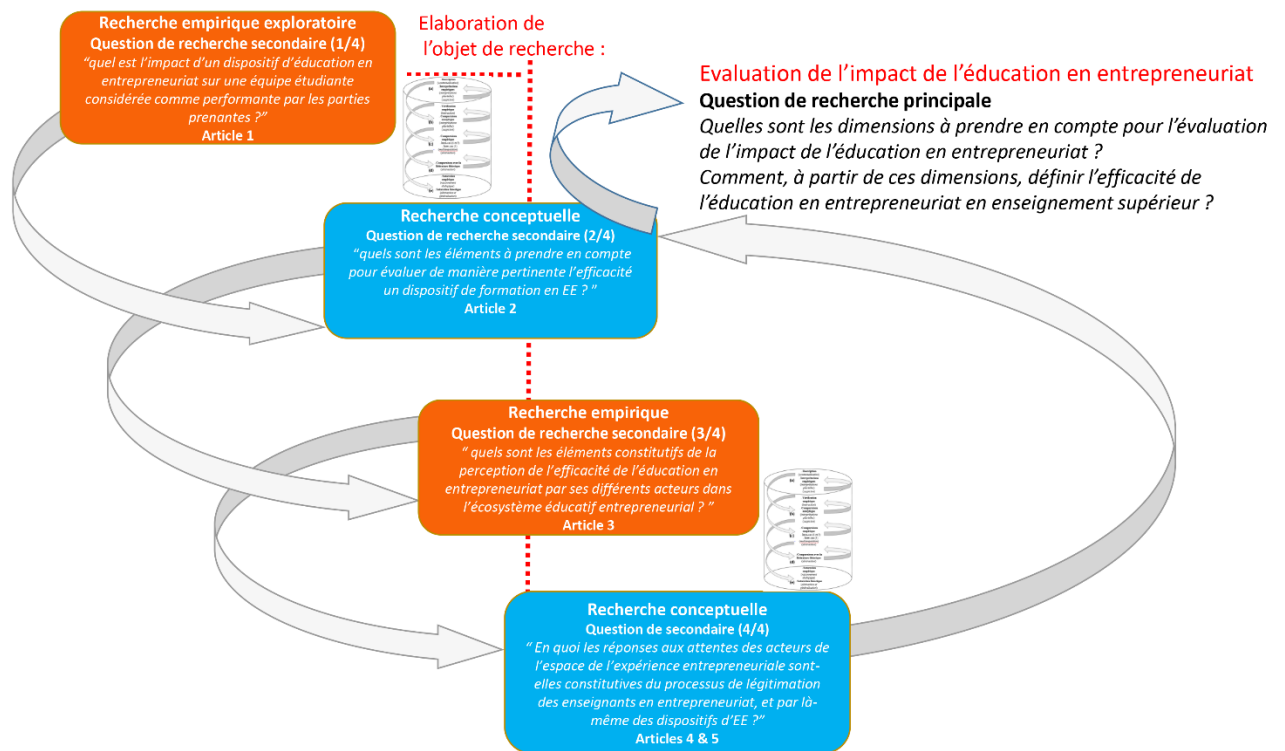 Recherche empirique exploratoire
Question de recherche secondaire (1/4)
“quel est l’impact d’un dispositif d’éducation en
entrepreneuriat sur une équipe étudiante
considérée comme performante par les parties
prenantes ?”
Article 1
Elaboration de
l’objet de recherche :
Evaluation de l’impact de l’éducation en entrepreneuriat
Question de recherche principale
Quelles sont les dimensions à prendre en compte pour l’évaluation
de l’impact de l’éducation en entrepreneuriat ?
Comment, à partir de ces dimensions, définir l’efficacité de
l’éducation en entrepreneuriat en enseignement supérieur ?
Recherche conceptuelle
Question de recherche secondaire (2/4)
“quels sont les éléments à prendre en compte
pour évaluer de manière pertinente l’efficacité
un dispositif de formation en EE ? ”
Article 2
Recherche empirique
Question de recherche secondaire (3/4)
“ quels sont les éléments constitutifs de la
perception de l’efficacité de l’éducation en
entrepreneuriat par ses différents acteurs dans
l’écosystème éducatif entrepreneurial ? ”
Article 3
Recherche conceptuelle
Question de secondaire (4/4)
“ En quoi les réponses aux attentes des acteurs de
l’espace de l’expérience entrepreneuriale sont-
elles constitutives du processus de légitimation
des enseignants en entrepreneuriat, et par là-
même des dispositifs d’EE ?”
Articles 4 & 5